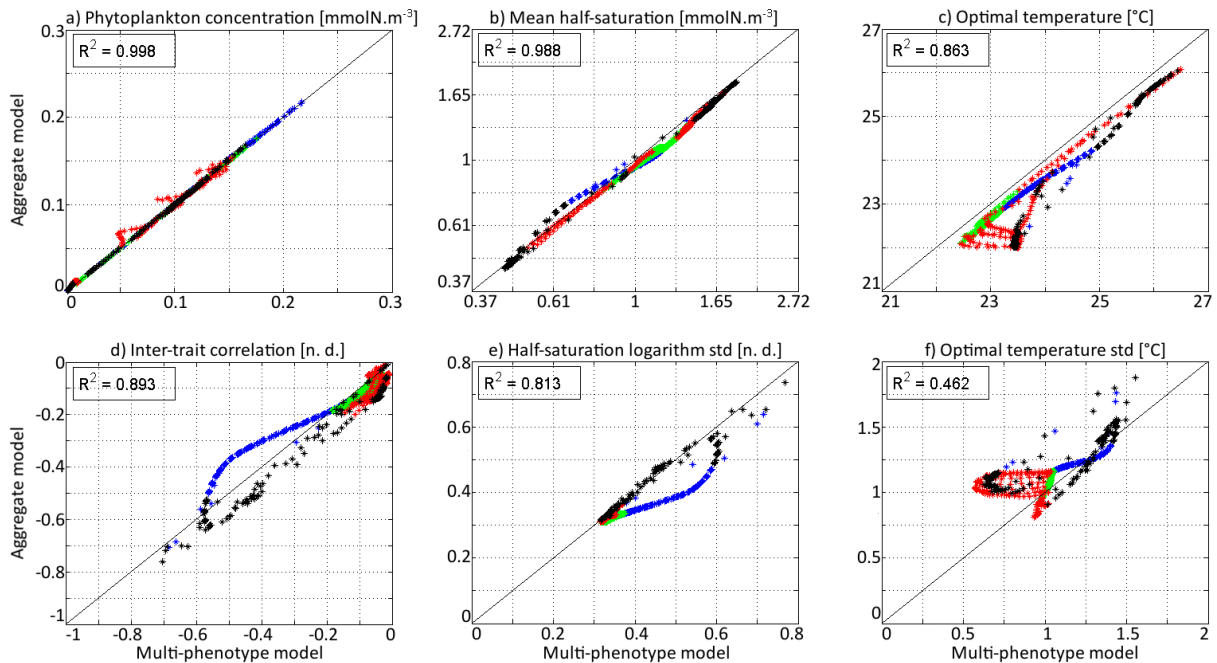 a) Phytoplankton concentration [mmolN.m⁻³]
R² = 0.998
0.3
0.2
0.1
0
0 0.1 0.2 0.3
Aggregate model
b) Mean half-saturation [mmolN.m⁻³]
R² = 0.988
2.72
1.65
1
0.61
0.37
0.37 0.61 1 1.65 2.72
c) Optimal temperature [°C]
R² = 0.863
27
25
23
21
21 23 25 27
d) Inter-trait correlation [n. d.]
R² = 0.893
0
-0.2
-0.4
-0.6
-0.8
-1
-1 -0.8 -0.6 -0.4 -0.2 0
Aggregate model
Multi-phenotype model
e) Half-saturation logarithm std [n. d.]
R² = 0.813
0.8
0.6
0.4
0.2
0
0 0.2 0.4 0.6 0.8
Multi-phenotype model
f) Optimal temperature std [°C]
R² = 0.462
2
1.5
1
0.5
0
0 0.5 1 1.5 2
Multi-phenotype model